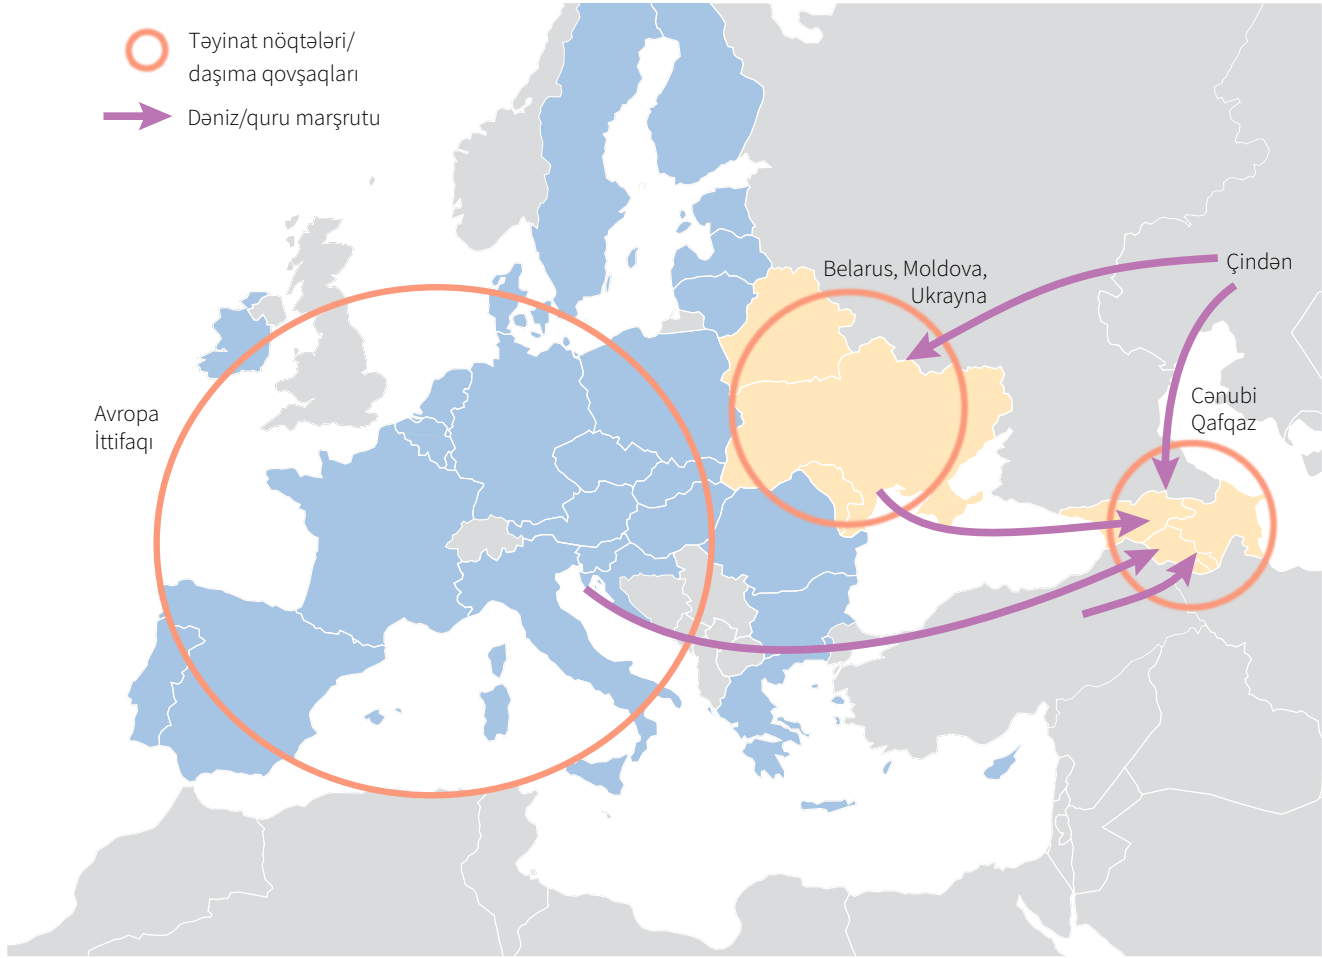 Təyinat nöqtələri/
daşıma qovşaqları
Dəniz/quru marşrutu
Belarus, Moldova,
Ukrayna
Çindən
Cənubi
Qafqaz
Avropa
İttifaqı